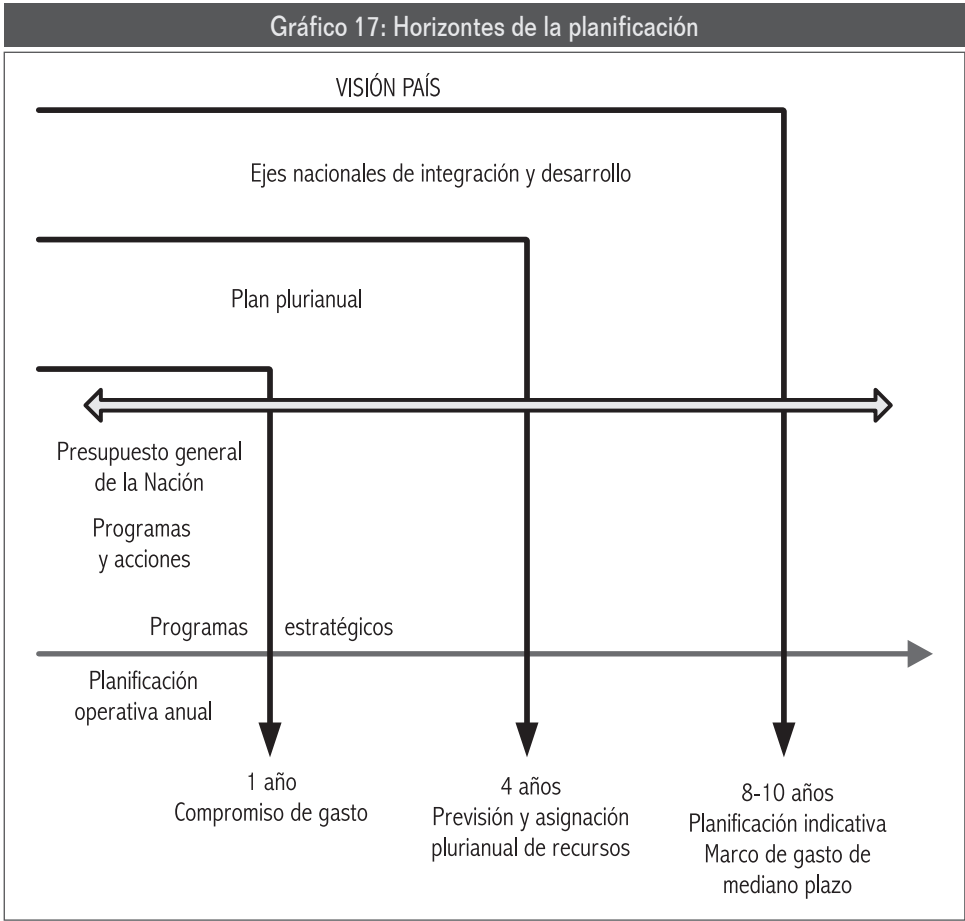 Gráfico 17: Horizontes de la planificación
VISIÓN PAÍS
Ejes nacionales de integración y desarrollo
Plan plurianual
Presupuesto general
de la Nación
Programas
y acciones
Programas estratégicos
Planificación
operativa anual
1 año
Compromiso de gasto
4 años
Previsión y asignación
plurianual de recursos
8-10 años
Planificación indicativa
Marco de gasto de
mediano plazo